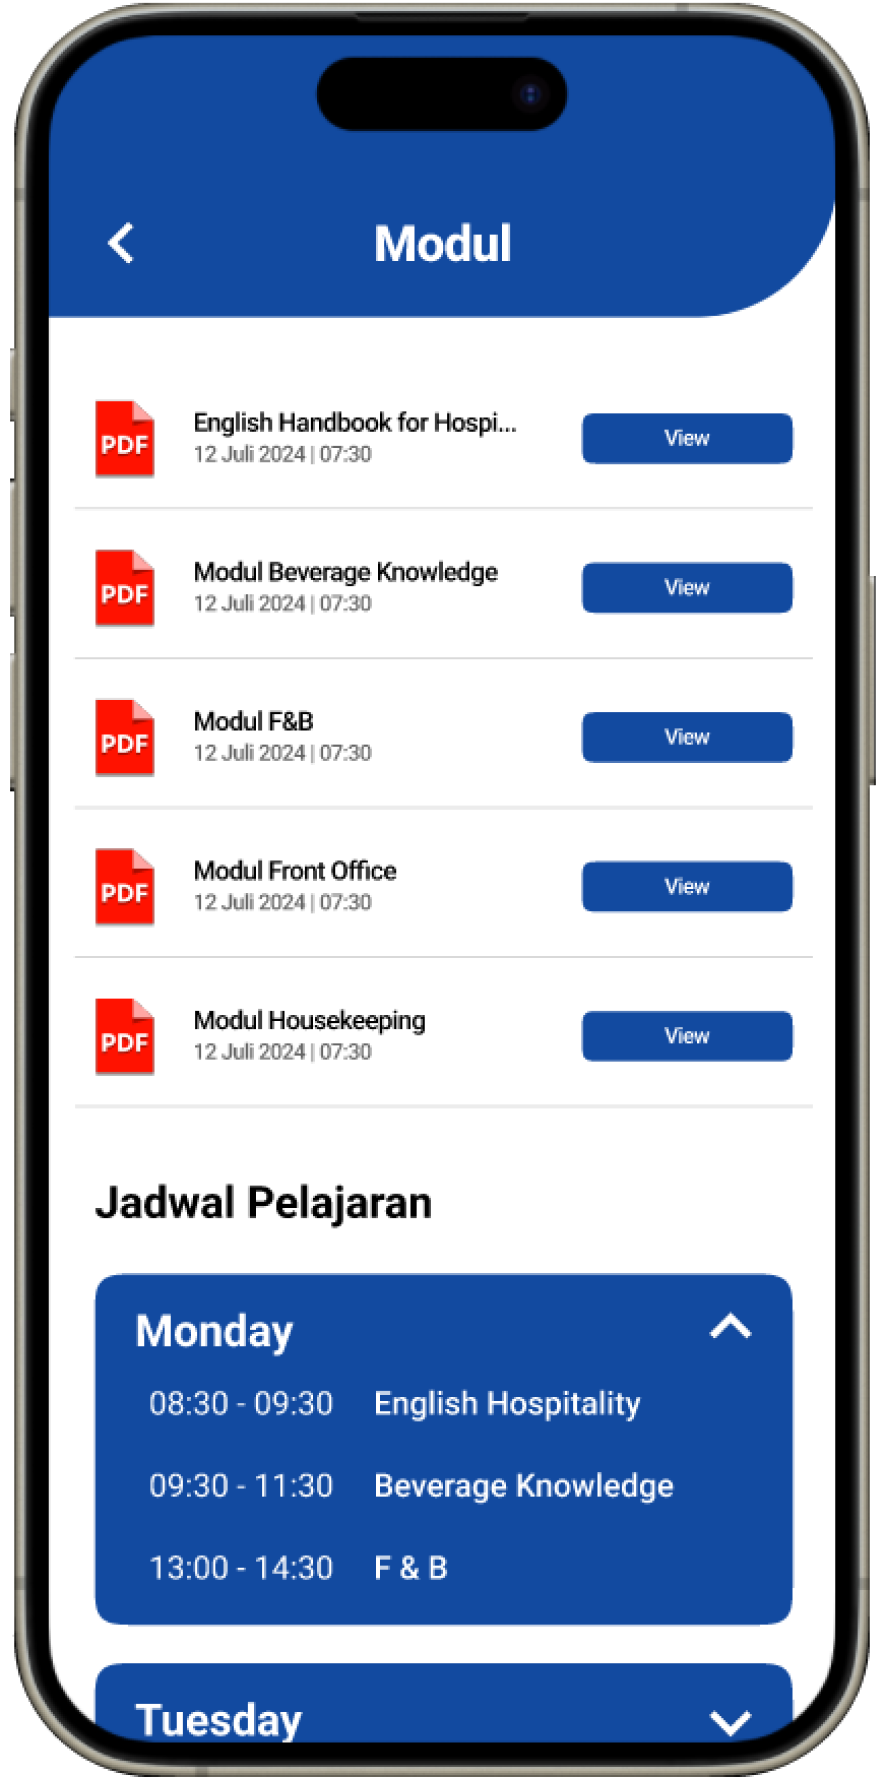 Modul
PDF
English Handbook for Hospi...
12 Juli 2024 | 07:30
View
PDF
Modul Beverage Knowledge
12 Juli 2024 | 07:30
View
PDF
Modul F&B
12 Juli 2024 | 07:30
View
PDF
Modul Front Office
12 Juli 2024 | 07:30
View
PDF
Modul Housekeeping
12 Juli 2024 | 07:30
View
Jadwal Pelajaran
Monday
08:30 - 09:30 English Hospitality
09:30 - 11:30 Beverage Knowledge
13:00 - 14:30 F & B
Tuesday